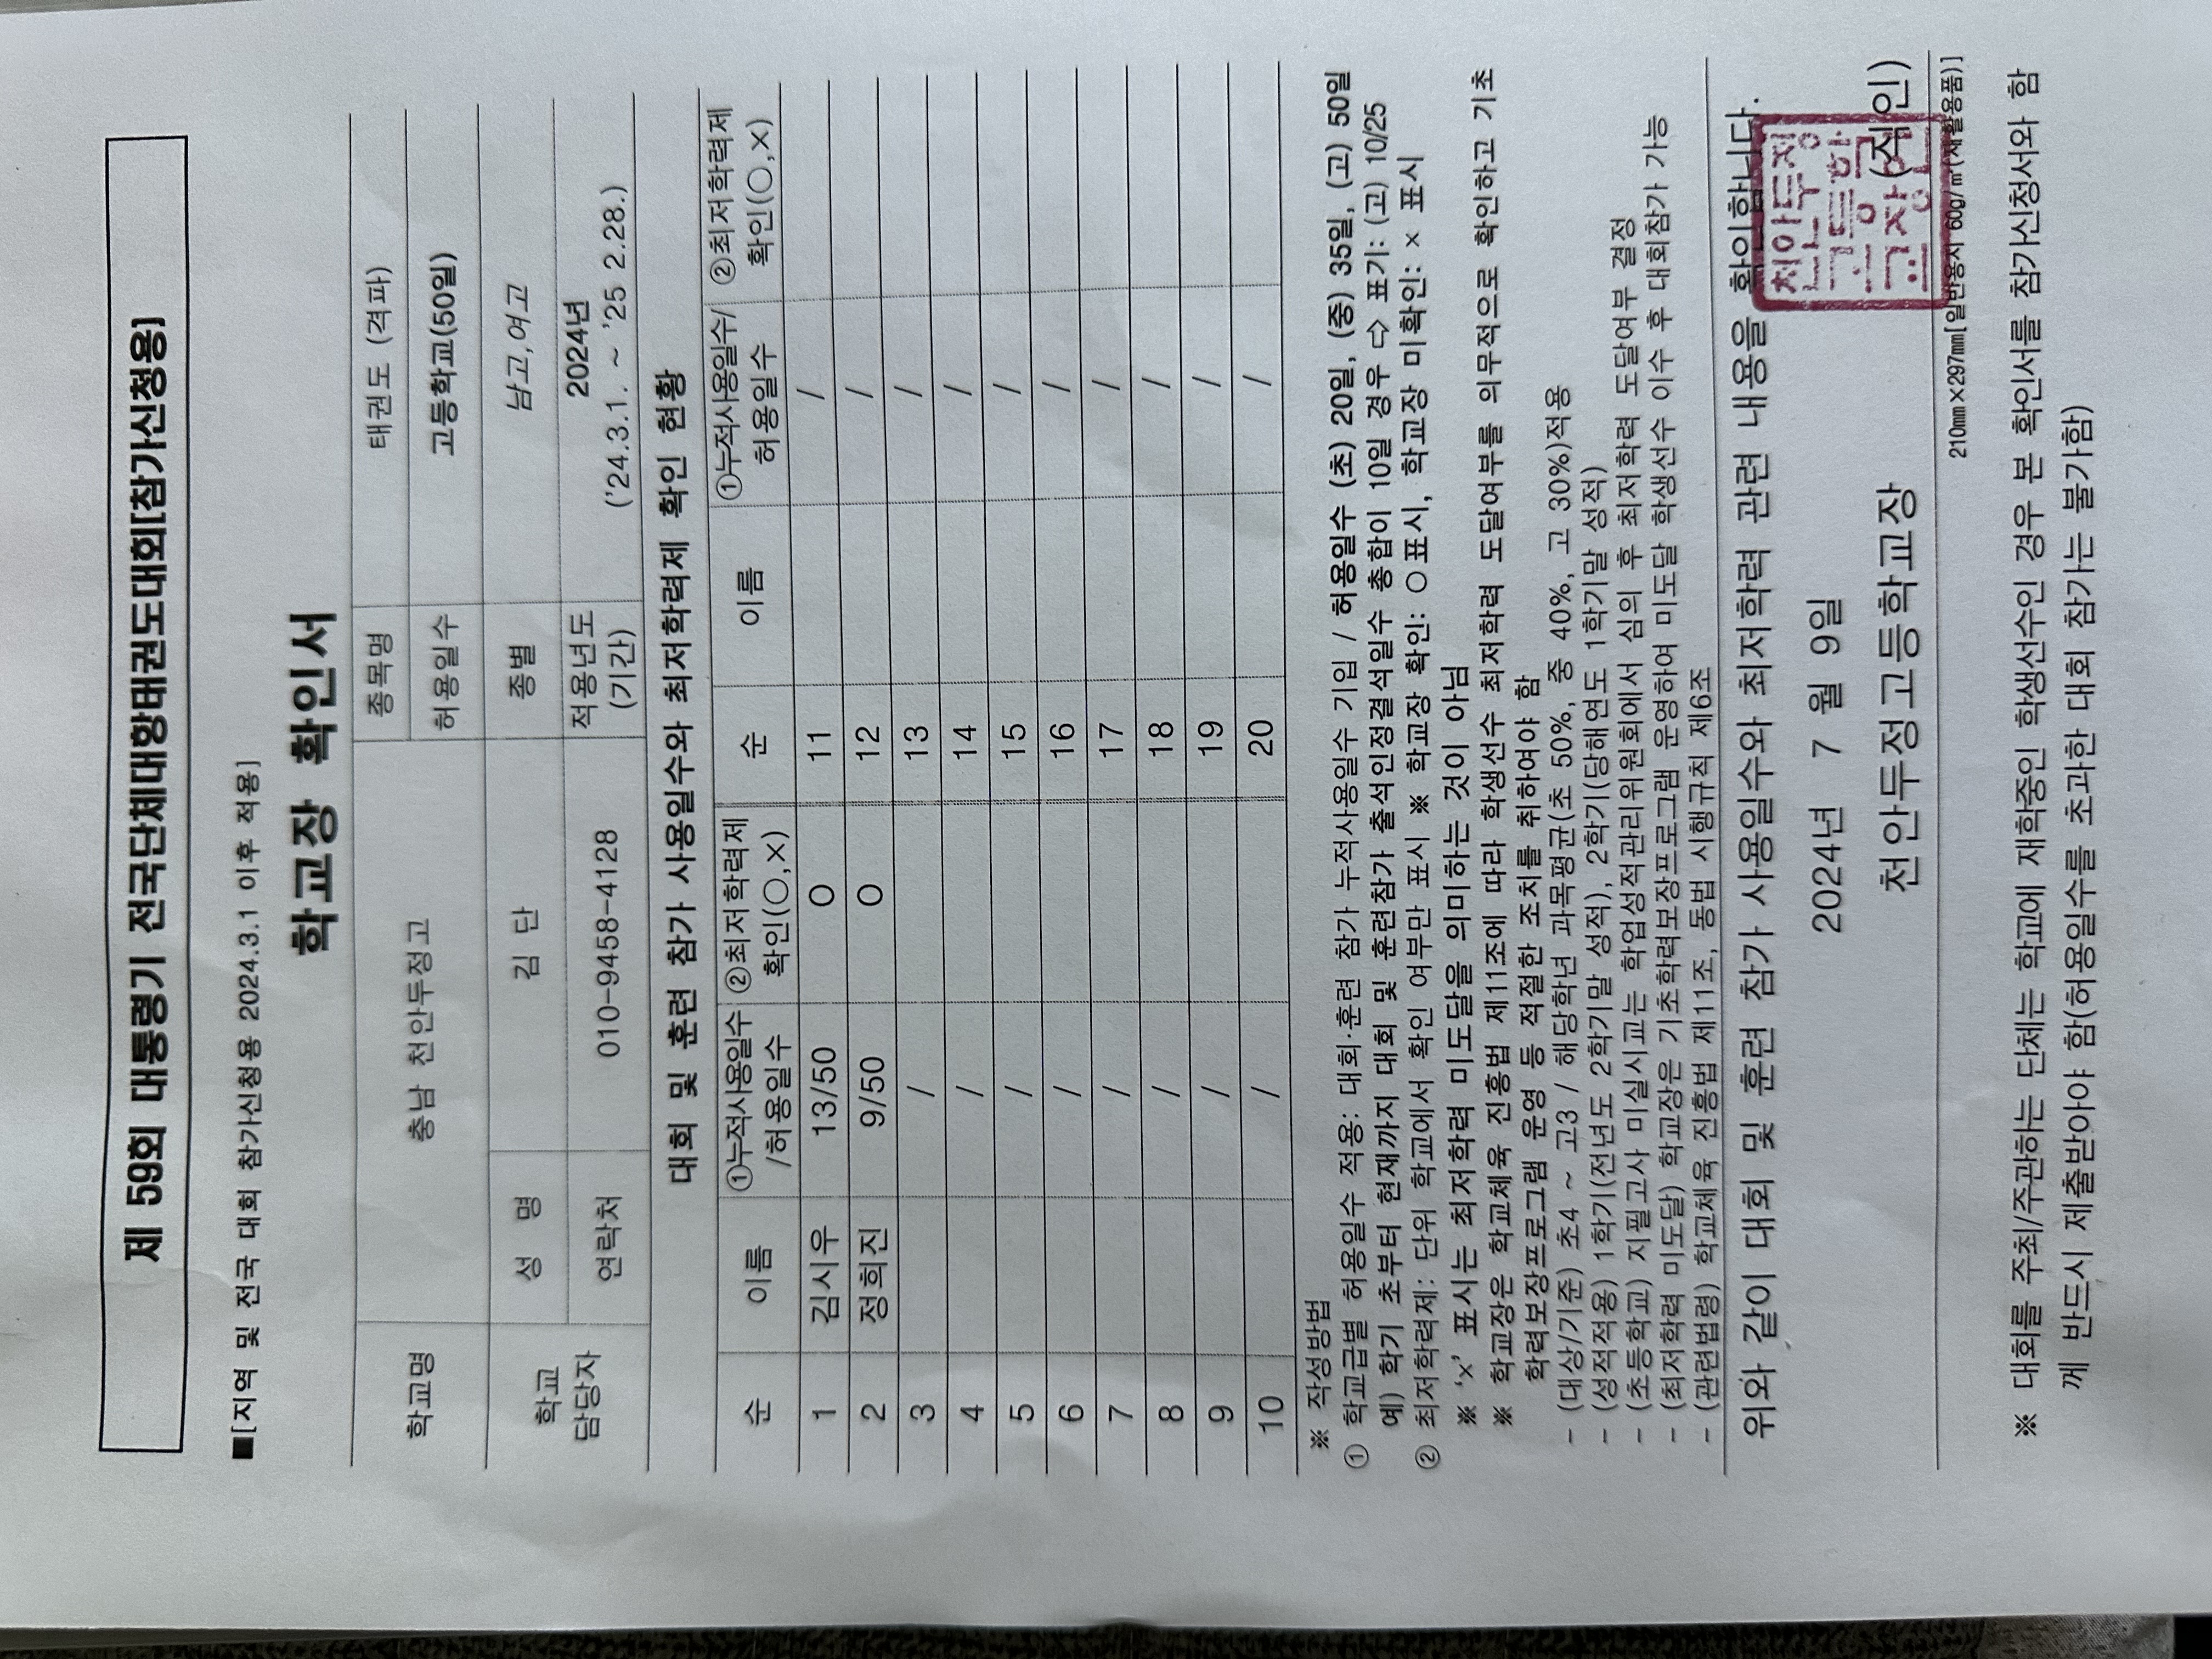 제 59회 대통령기 전국단체대항태권도대회[참가신청용]
■[지역 및 전국 대회 참가신청용 2024.3.1 이후 적용]
학교장 확인서
학교명 충남 천안두정고 종목명 태권도 (격파)
허용일수 고등학교(50일)
학교 담당자 성 명 김 단 종별 남고,여고
연락처 010-9458-4128 적용년도 (기간) 2024년 ('24.3.1. ~ '25 2.28.)
대회 및 훈련 참가 사용일수와 최저학력제 확인 현황
순 이름 ①누적사용일수/허용일수 ②최저학력제 확인(○,×) 순 이름 ①누적사용일수/허용일수 ②최저학력제 확인(○,×)
1 김시우 13/50 O 11 /
2 정희진 9/50 O 12 /
3 / 13 /
4 / 14 /
5 / 15 /
6 / 16 /
7 / 17 /
8 / 18 /
9 / 19 /
10 / 20 /
※ 작성방법
① 학교급별 허용일수 적용: 대회·훈련 참가 누적사용일수 기입 / 허용일수 (초) 20일, (중) 35일, (고) 50일
예) 학기 초부터 현재까지 대회 및 훈련참가 출석인정결석일수 총합이 10일 경우 ⇨ 표기: (고) 10/25
② 최저학력제: 단위 학교에서 확인 여부만 표시 ※ 학교장 확인: ○표시, 학교장 미확인: × 표시
※ '×' 표시는 최저학력 미도달을 의미하는 것이 아님
※ 학교장은 학교체육 진흥법 제11조에 따라 학생선수 최저학력 도달여부를 의무적으로 확인하고 기초
학력보장프로그램 운영 등 적절한 조치를 취하여야 함
- (대상/기준) 초4 ~ 고3 / 해당학년 과목평균(초 50%, 중 40%, 고 30%)적용
- (성적적용) 1학기(전년도 2학기말 성적), 2학기(당해연도 1학기말 성적)
- (초등학교) 지필고사 미실시교는 학업성적관리위원회에서 심의 후 최저학력 도달여부 결정
- (최저학력 미도달) 학교장은 기초학력보장프로그램 운영하여 미도달 학생선수 이수 후 대회참가 가능
- (관련법령) 학교체육 진흥법 제11조, 동법 시행규칙 제6조
위와 같이 대회 및 훈련 참가 사용일수와 최저학력 관련 내용을 확인합니다.
2024년 7 월 9일
천안두정고등학교장 (직인)
천안두정고등학교장인
210mm×297mm[일반용지 60g/㎡(재활용품)]
※ 대회를 주최/주관하는 단체는 학교에 재학중인 학생선수인 경우 본 확인서를 참가신청서와 함
께 반드시 제출받아야 함(허용일수를 초과한 대회 참가는 불가함)